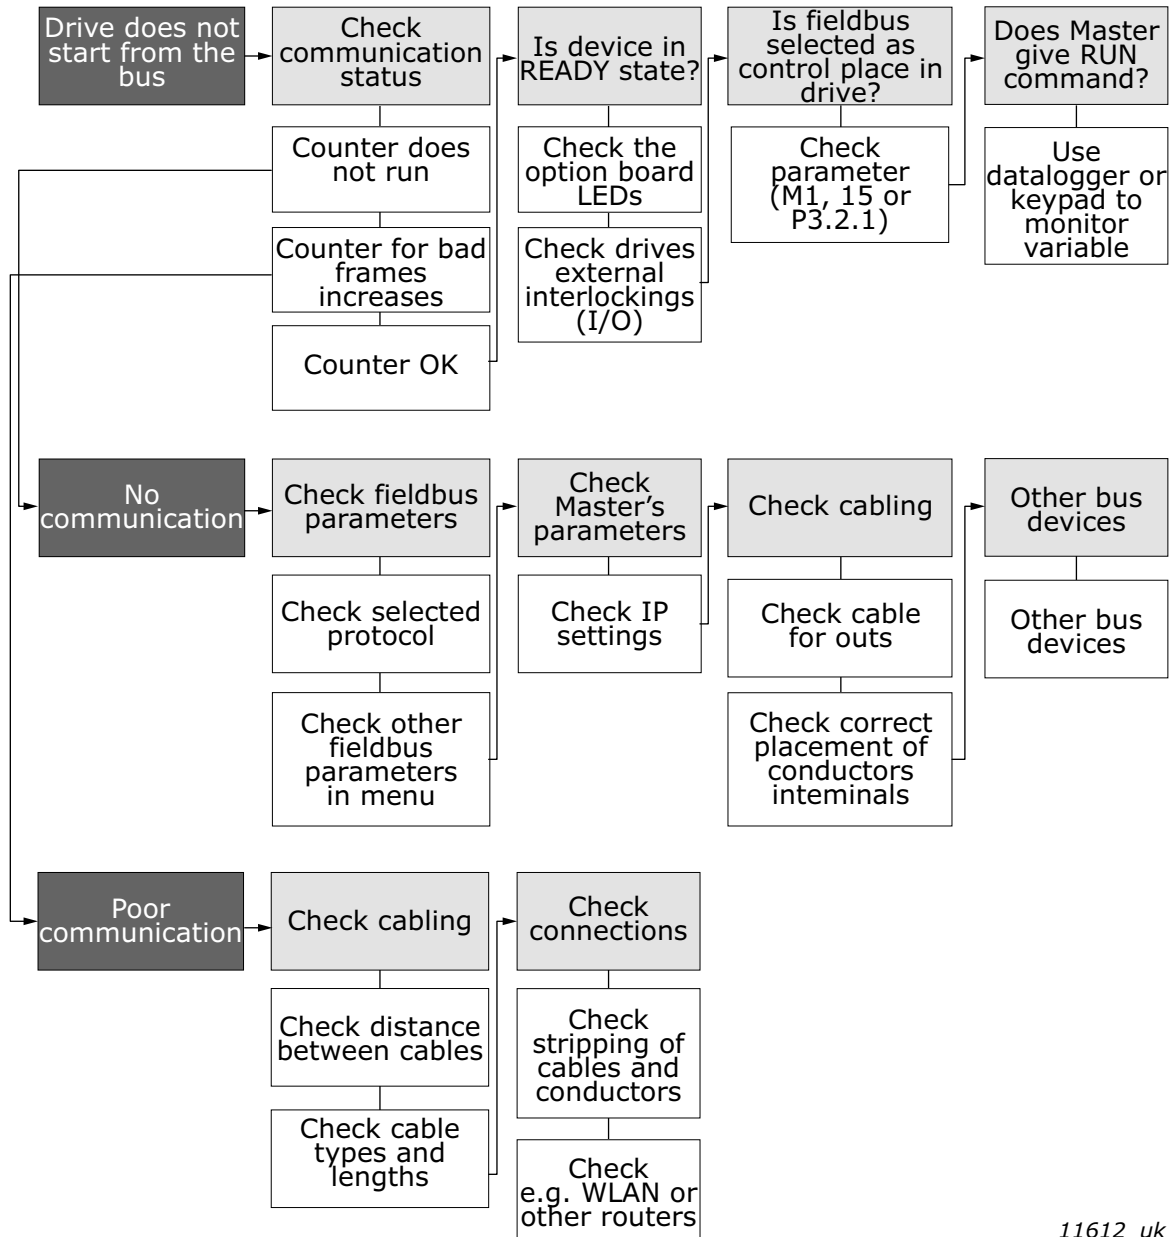 Drive does not
start from the
bus
Check
communication
status
Is device in
READY state?
Is fieldbus
selected as
control place in
drive?
Does Master
give RUN
command?
Counter does
not run
Check the
option board
LEDs
Check
parameter
(M1, 15 or
P3.2.1)
Use
datalogger or
keypad to
monitor
variable
Counter for bad
frames
increases
Check drives
external
interlockings
(I/O)
Counter OK
No
communication
Check fieldbus
parameters
Check
Master’s
parameters
Check cabling
Other bus
devices
Check selected
protocol
Check IP
settings
Check cable
for outs
Other bus
devices
Check other
fieldbus
parameters
in menu
Check correct
placement of
conductors
inteminals
Poor
communication
Check cabling
Check
connections
Check distance
between cables
Check
stripping of
cables and
conductors
Check cable
types and
lengths
Check
e.g. WLAN or
other routers
11612_uk